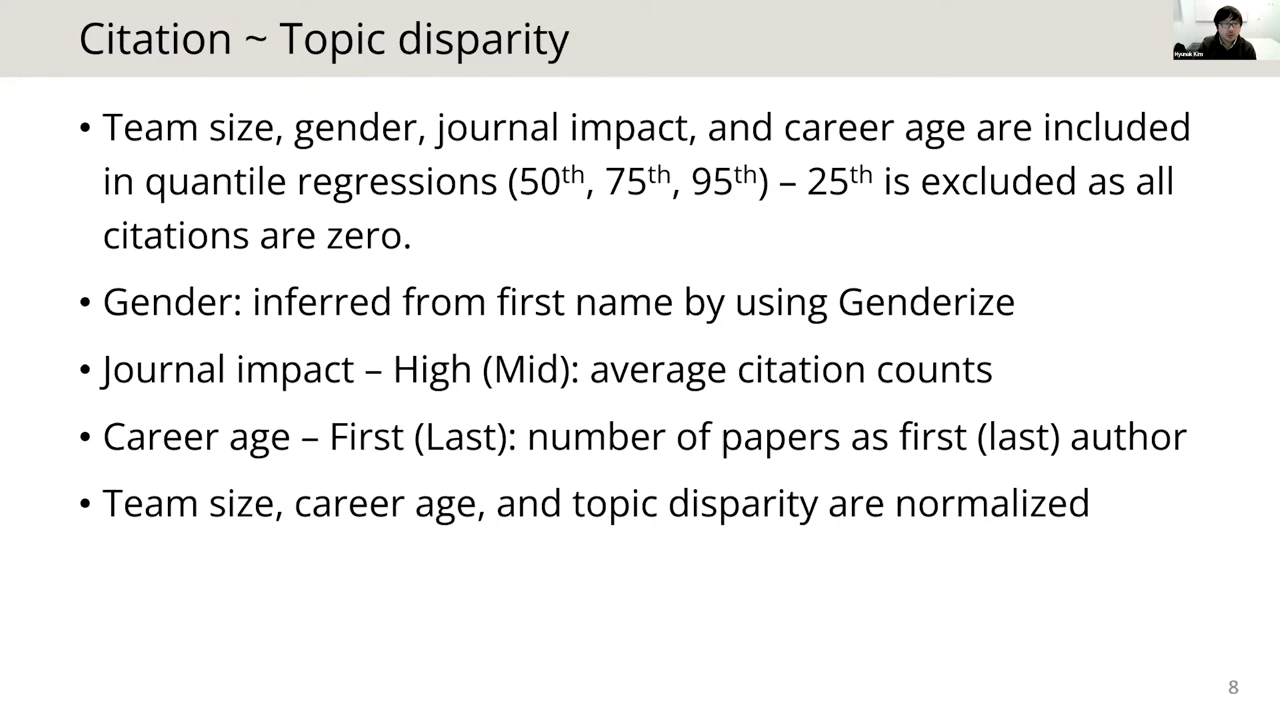 Citation ~ Topic disparity
Hyunuk Kim
• Team size, gender, journal impact, and career age are included
in quantile regressions (50th, 75th, 95th) – 25th is excluded as all
citations are zero.
• Gender: inferred from first name by using Genderize
• Journal impact – High (Mid): average citation counts
• Career age – First (Last): number of papers as first (last) author
• Team size, career age, and topic disparity are normalized
8